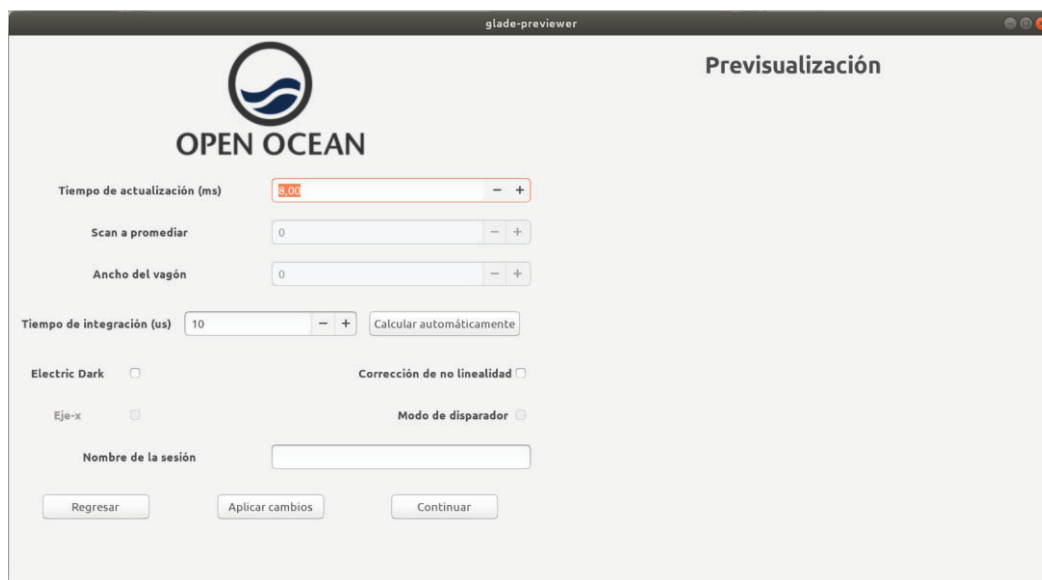 glade-previewer
OPEN OCEAN
Previsualización
Tiempo de actualización (ms) 8,00 − +
Scan a promediar 0 − +
Ancho del vagón 0 − +
Tiempo de integración (us) 10 − + Calcular automáticamente
Electric Dark Corrección de no linealidad
Eje-x Modo de disparador
Nombre de la sesión
Regresar Aplicar cambios Continuar